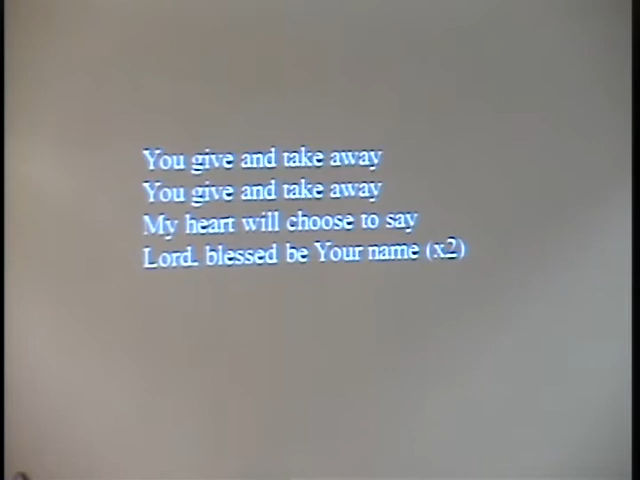 You give and take away
You give and take away
My heart will choose to say
Lord. blessed be Your name (x2)